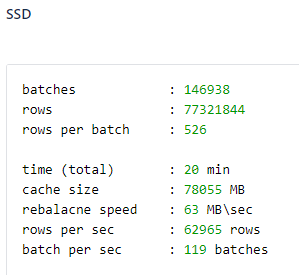 SSD
batches : 146938
rows : 77321844
rows per batch : 526
time (total) : 20 min
cache size : 78055 MB
rebalacne speed : 63 MB\sec
rows per sec : 62965 rows
batch per sec : 119 batches